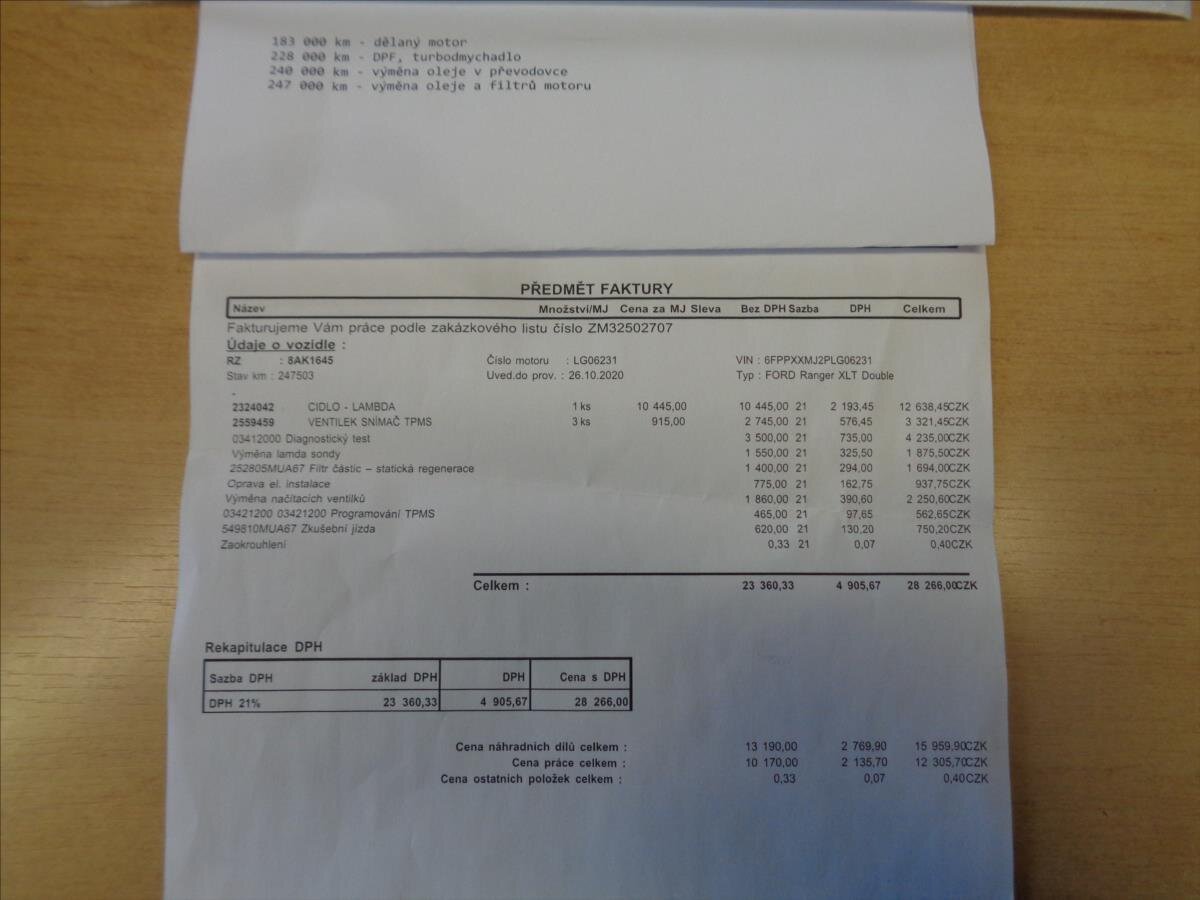 183 000 km - dělaný motor
228 000 km - DPF, turbodmychadlo
240 000 km - výměna oleje v převodovce
247 000 km - výměna oleje a filtrů motoru
PŘEDMĚT FAKTURY
Název Množství/MJ Cena za MJ Sleva Bez DPH Sazba DPH Celkem
Fakturujeme Vám práce podle zakázkového listu číslo ZM32502707
Údaje o vozidle :
RZ : 8AK1645 Číslo motoru : LG06231 VIN : 6FPPXXMJ2PLG06231
Stav km : 247503 Uved.do prov. : 26.10.2020 Typ : FORD Ranger XLT Double
-
2324042 CIDLO - LAMBDA 1 ks 10 445,00 10 445,00 21 2 193,45 12 638,45CZK
2559459 VENTILEK SNÍMAČ TPMS 3 ks 915,00 2 745,00 21 576,45 3 321,45CZK
03412000 Diagnostický test 3 500,00 21 735,00 4 235,00CZK
Výměna lamda sondy 1 550,00 21 325,50 1 875,50CZK
252805MUA67 Filtr částic – statická regenerace 1 400,00 21 294,00 1 694,00CZK
Oprava el. instalace 775,00 21 162,75 937,75CZK
Výměna načítacích ventilků 1 860,00 21 390,60 2 250,60CZK
03421200 03421200 Programování TPMS 465,00 21 97,65 562,65CZK
549810MUA67 Zkušební jízda 620,00 21 130,20 750,20CZK
Zaokrouhlení 0,33 21 0,07 0,40CZK
Celkem : 23 360,33 4 905,67 28 266,00CZK
Rekapitulace DPH
Sazba DPH základ DPH DPH Cena s DPH
DPH 21% 23 360,33 4 905,67 28 266,00
Cena náhradních dílů celkem : 13 190,00 2 769,90 15 959,90CZK
Cena práce celkem : 10 170,00 2 135,70 12 305,70CZK
Cena ostatních položek celkem : 0,33 0,07 0,40CZK